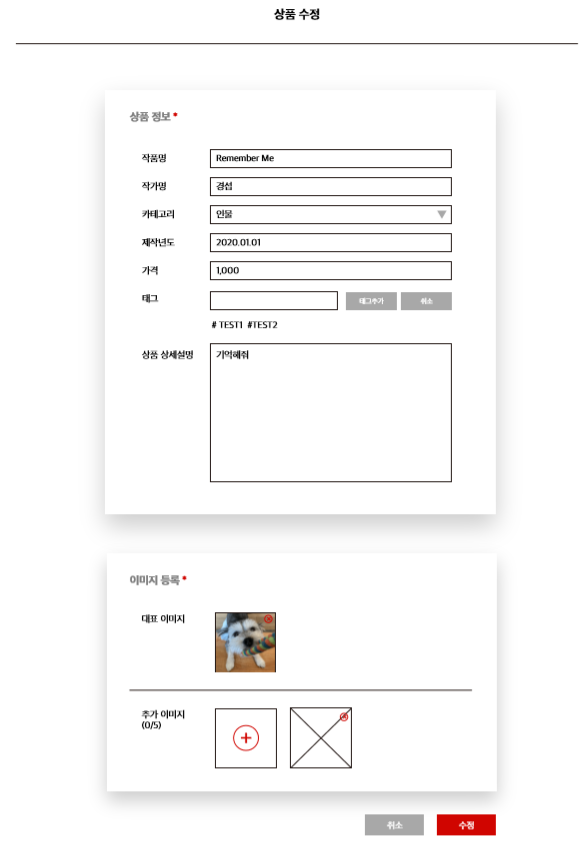 상품 수정
상품 정보 *
작품명 Remember Me
작가명 경섭
카테고리 인물
제작년도 2020.01.01
가격 1,000
태그 태그추가 취소
# TEST1 #TEST2
상품 상세설명 기억해줘
이미지 등록 *
대표 이미지
추가 이미지
(0/5)
취소 수정